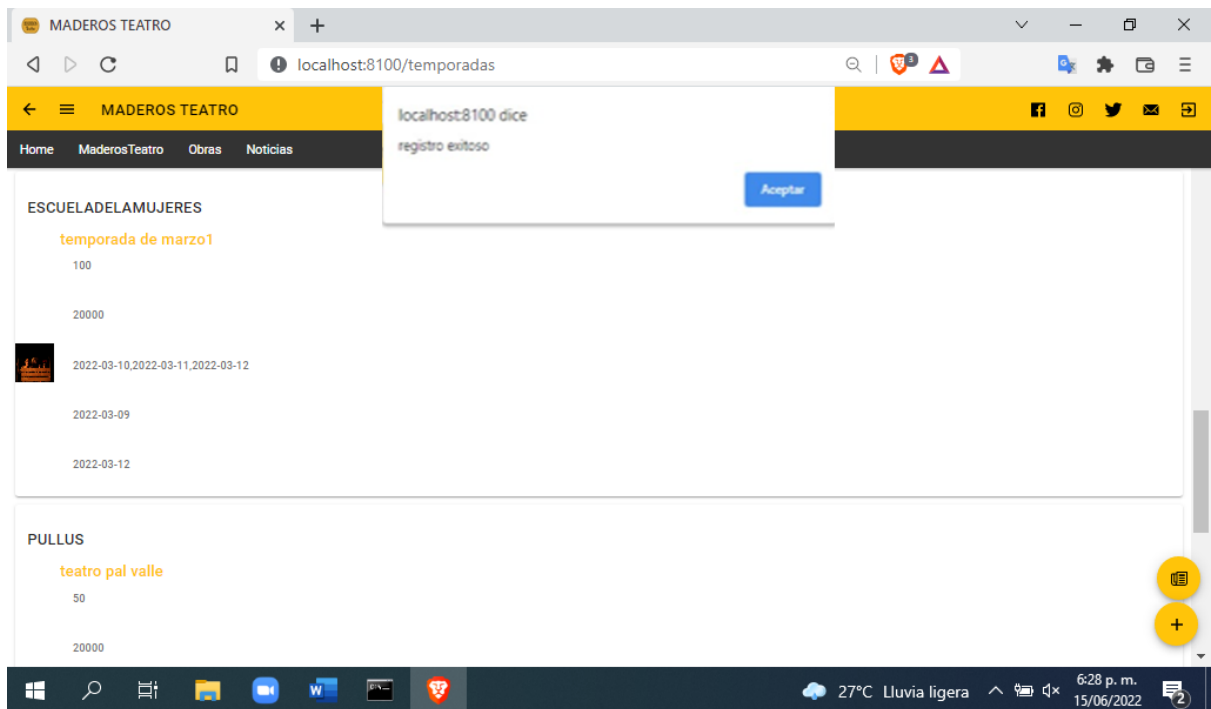 MADEROS TEATRO
localhost:8100/temporadas
3
MADEROS TEATRO
localhost:8100 dice
registro exitoso
Aceptar
Home MaderosTeatro Obras Noticias
ESCUELADELAMUJERES
temporada de marzo1
100
20000
2022-03-10,2022-03-11,2022-03-12
2022-03-09
2022-03-12
PULLUS
teatro pal valle
50
20000
27°C Lluvia ligera
6:28 p. m.
15/06/2022
2